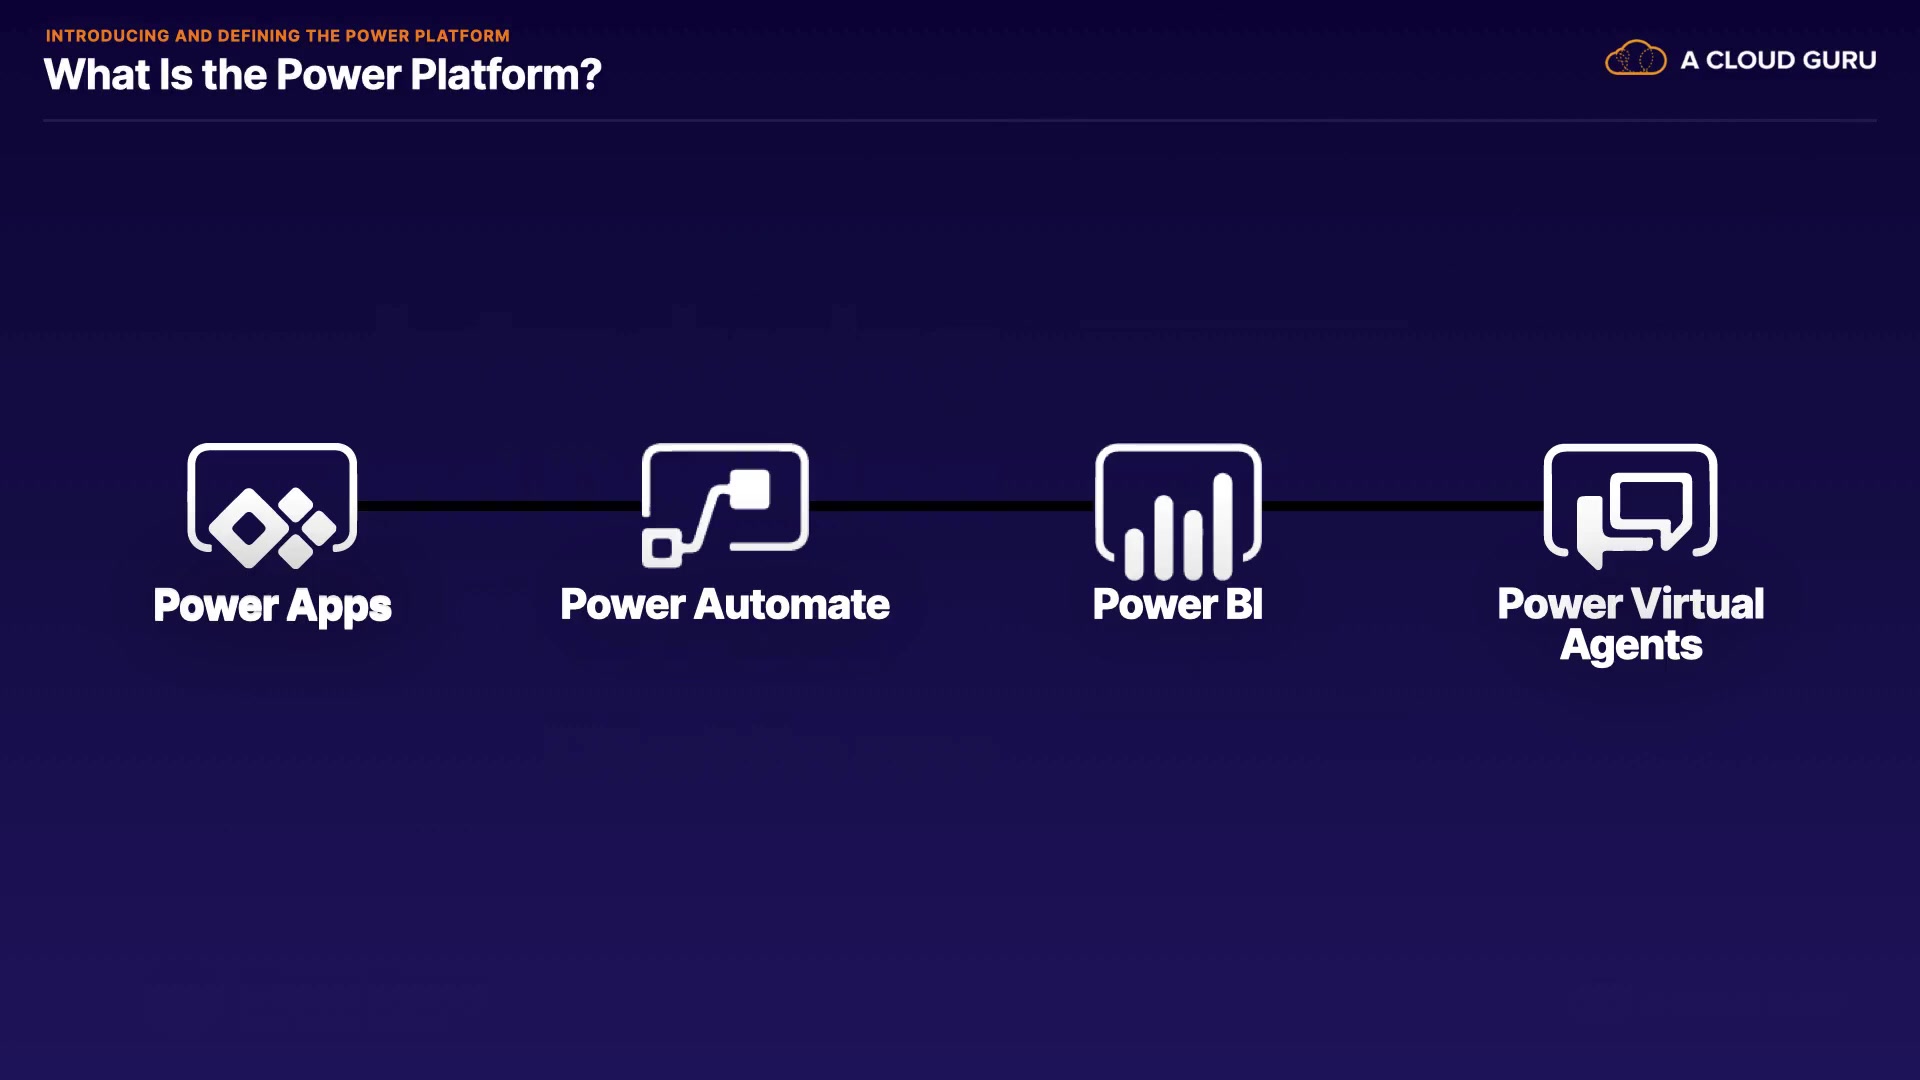 INTRODUCING AND DEFINING THE POWER PLATFORM
What Is the Power Platform?
A CLOUD GURU
Power Apps
Power Automate
Power BI
Power Virtual
Agents